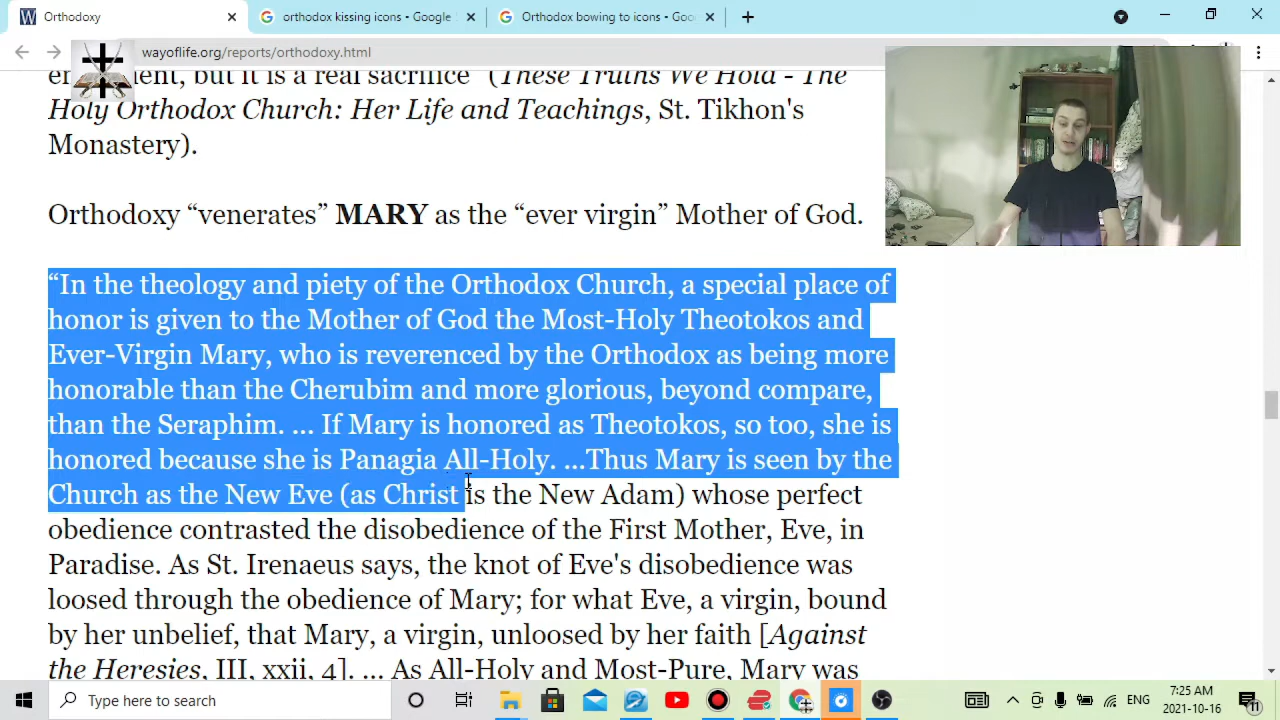 Orthodoxy
orthodox kissing icons - Google
Orthodox bowing to icons - Goo
wayoflife.org/reports/orthodoxy.html
ent, but it is a real sacrifice" (These Truths We Hold - The
Holy Orthodox Church: Her Life and Teachings, St. Tikhon's
Monastery).
Orthodoxy “venerates” MARY as the “ever virgin” Mother of God.
“In the theology and piety of the Orthodox Church, a special place of
honor is given to the Mother of God the Most-Holy Theotokos and
Ever-Virgin Mary, who is reverenced by the Orthodox as being more
honorable than the Cherubim and more glorious, beyond compare,
than the Seraphim. ... If Mary is honored as Theotokos, so too, she is
honored because she is Panagia All-Holy. ...Thus Mary is seen by the
Church as the New Eve (as Christ is the New Adam) whose perfect
obedience contrasted the disobedience of the First Mother, Eve, in
Paradise. As St. Irenaeus says, the knot of Eve's disobedience was
loosed through the obedience of Mary; for what Eve, a virgin, bound
by her unbelief, that Mary, a virgin, unloosed by her faith [Against
the Heresies, III, xxii, 4]. ... As All-Holy and Most-Pure, Mary was
Type here to search
ENG
7:25 AM
2021-10-16
11